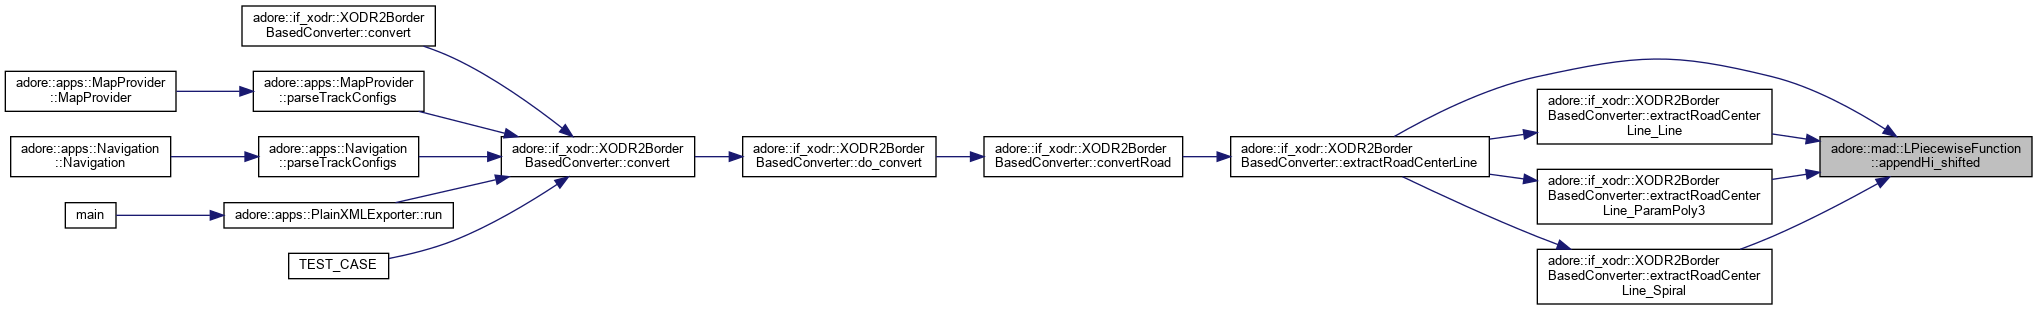 adore::if_xodr::XODR2Border
BasedConverter::convert
adore::apps::MapProvider
::MapProvider
adore::apps::MapProvider
::parseTrackConfigs
adore::apps::Navigation
::Navigation
adore::apps::Navigation
::parseTrackConfigs
main
adore::apps::PlainXMLExporter::run
TEST_CASE
adore::if_xodr::XODR2Border
BasedConverter::convert
adore::if_xodr::XODR2Border
BasedConverter::do_convert
adore::if_xodr::XODR2Border
BasedConverter::convertRoad
adore::if_xodr::XODR2Border
BasedConverter::extractRoadCenterLine
adore::if_xodr::XODR2Border
BasedConverter::extractRoadCenter
Line_Line
adore::if_xodr::XODR2Border
BasedConverter::extractRoadCenter
Line_ParamPoly3
adore::if_xodr::XODR2Border
BasedConverter::extractRoadCenter
Line_Spiral
adore::mad::LPiecewiseFunction
::appendHi_shifted